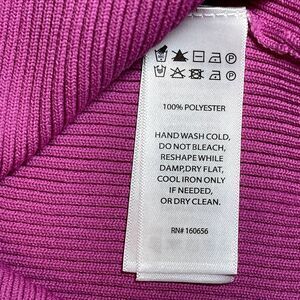 100% POLYESTER
HAND WASH COLD,
DO NOT BLEACH,
RESHAPE WHILE
DAMP,DRY FLAT,
COOL IRON ONLY
IF NEEDED,
OR DRY CLEAN.
RN# 160656